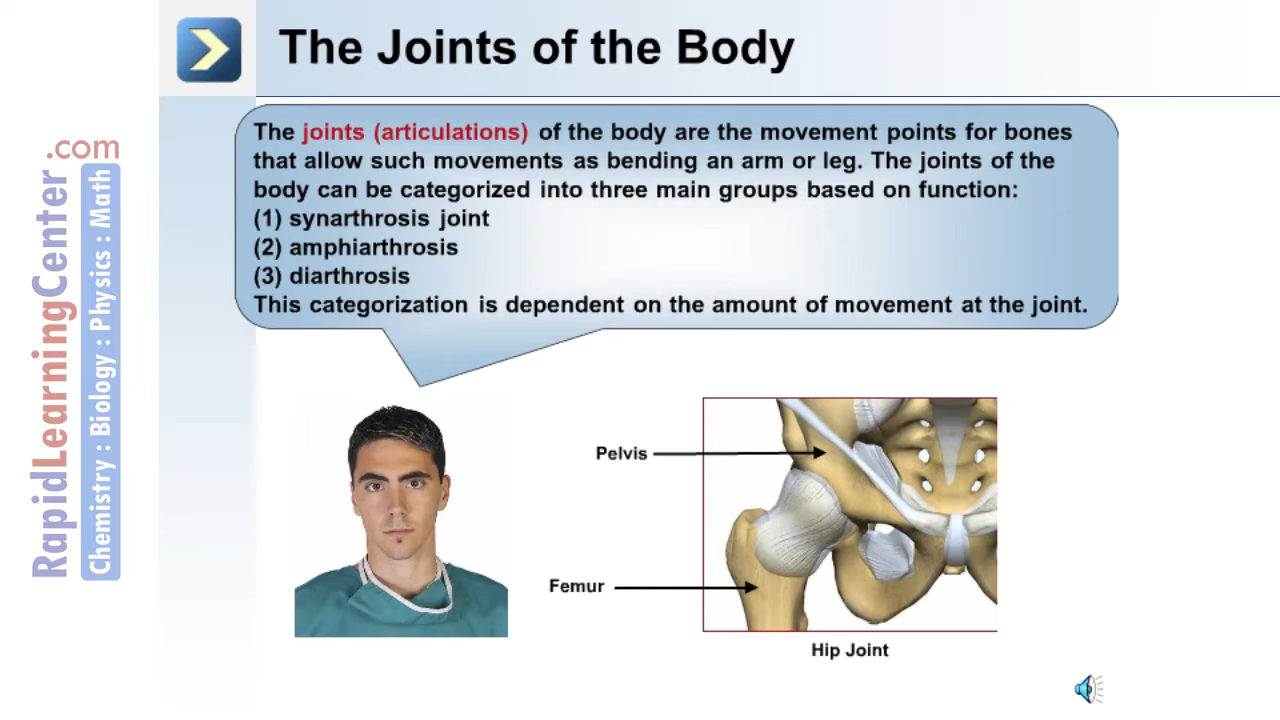 The Joints of the Body
The joints (articulations) of the body are the movement points for bones
that allow such movements as bending an arm or leg. The joints of the
body can be categorized into three main groups based on function:
(1) synarthrosis joint
(2) amphiarthrosis
(3) diarthrosis
This categorization is dependent on the amount of movement at the joint.
Pelvis
Femur
Hip Joint
RapidLearningCenter.com
Chemistry : Biology : Physics : Math